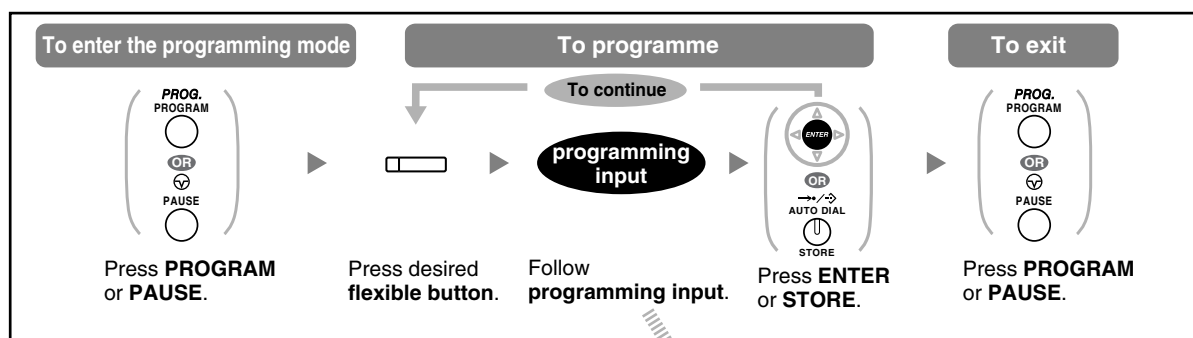 To enter the programming mode
To programme
To exit
To continue
PROG.
PROGRAM
OR
PAUSE
programming
input
ENTER
OR
AUTO DIAL
STORE
PROG.
PROGRAM
OR
PAUSE
Press PROGRAM
or PAUSE.
Press desired
flexible button.
Follow
programming input.
Press ENTER
or STORE.
Press PROGRAM
or PAUSE.